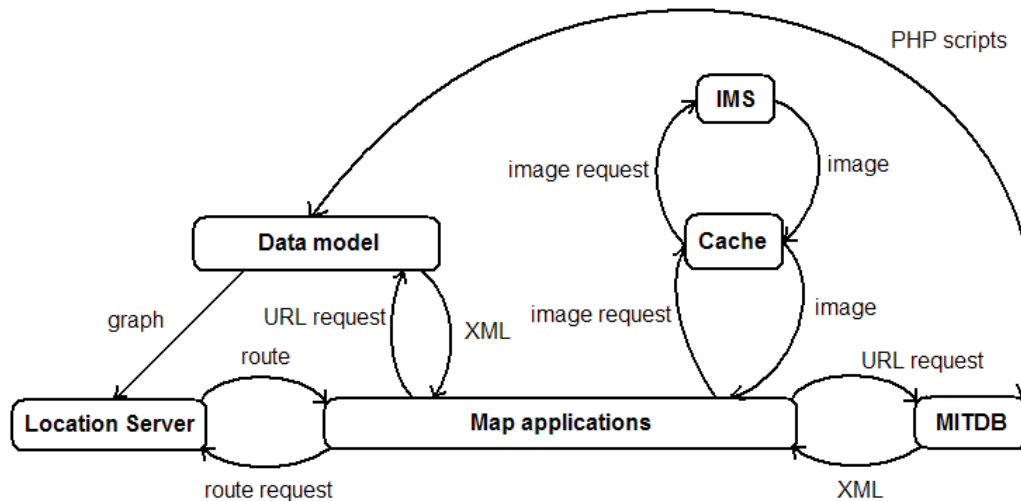 PHP scripts
IMS
image request
image
Data model
Cache
graph
URL request
XML
image request
image
route
URL request
Location Server
Map applications
MITDB
route request
XML